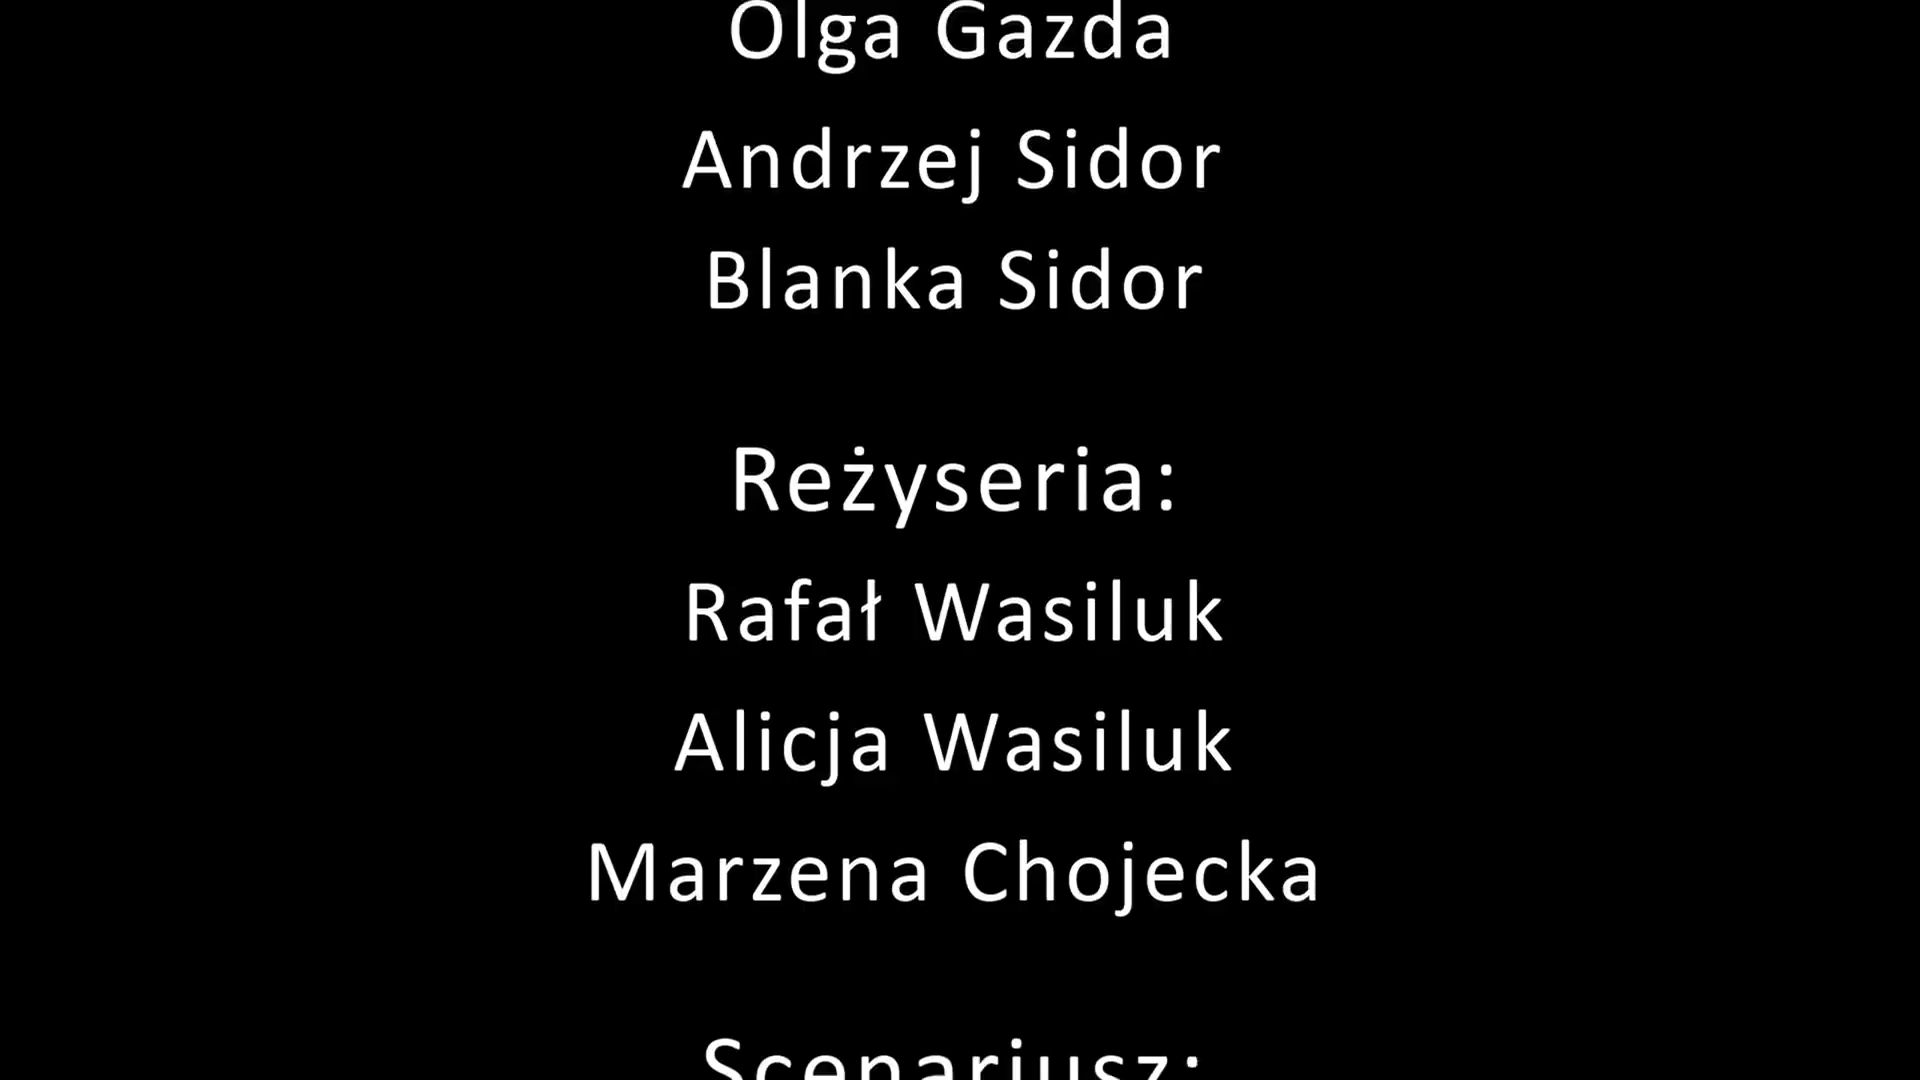 Olga Gazda
Andrzej Sidor
Blanka Sidor
Reżyseria:
Rafał Wasiluk
Alicja Wasiluk
Marzena Chojecka
Scenariusz: